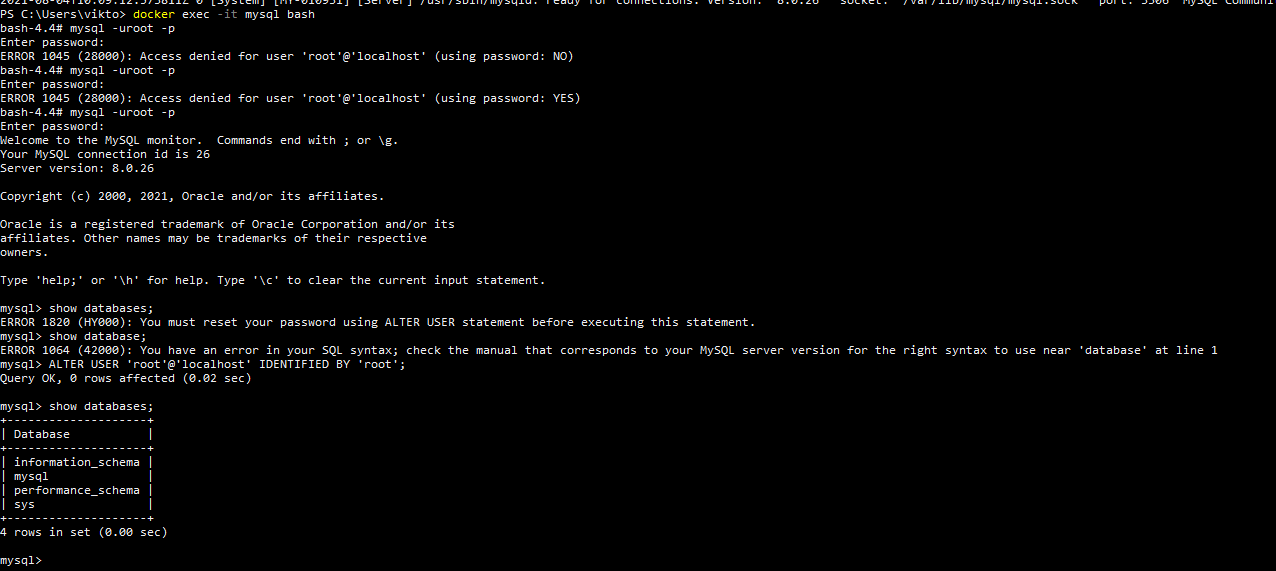 2021-08-04T10:09:12.575811Z 0 [System] [MY-010931] [Server] /usr/sbin/mysqld: ready for connections. Version: '8.0.26' socket: '/var/lib/mysql/mysql.sock' port: 3306 MySQL Communi
PS C:\Users\vikto> docker exec -it mysql bash
bash-4.4# mysql -uroot -p
Enter password:
ERROR 1045 (28000): Access denied for user 'root'@'localhost' (using password: NO)
bash-4.4# mysql -uroot -p
Enter password:
ERROR 1045 (28000): Access denied for user 'root'@'localhost' (using password: YES)
bash-4.4# mysql -uroot -p
Enter password:
Welcome to the MySQL monitor.  Commands end with ; or \g.
Your MySQL connection id is 26
Server version: 8.0.26

Copyright (c) 2000, 2021, Oracle and/or its affiliates.

Oracle is a registered trademark of Oracle Corporation and/or its
affiliates. Other names may be trademarks of their respective
owners.

Type 'help;' or '\h' for help. Type '\c' to clear the current input statement.

mysql> show databases;
ERROR 1820 (HY000): You must reset your password using ALTER USER statement before executing this statement.
mysql> show database;
ERROR 1064 (42000): You have an error in your SQL syntax; check the manual that corresponds to your MySQL server version for the right syntax to use near 'database' at line 1
mysql> ALTER USER 'root'@'localhost' IDENTIFIED BY 'root';
Query OK, 0 rows affected (0.02 sec)

mysql> show databases;
+--------------------+
| Database           |
+--------------------+
| information_schema |
| mysql              |
| performance_schema |
| sys                |
+--------------------+
4 rows in set (0.00 sec)

mysql>